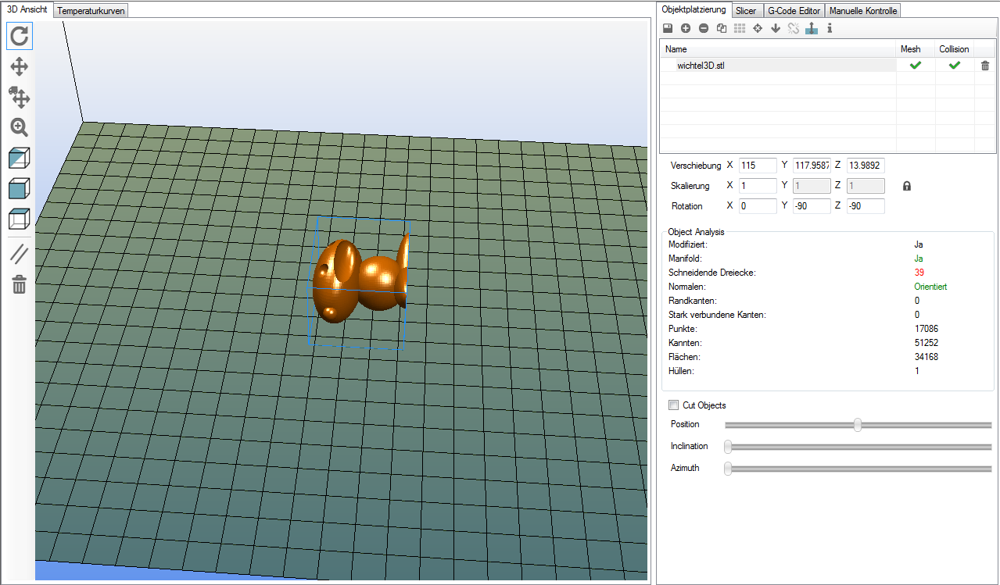 3D Ansicht Temperaturkurven
Objektplatzierung Slicer G-Code Editor Manuelle Kontrolle
Name Mesh Collision
wichtel3D.stl
Verschiebung X 115 Y 117.9587 Z 13.9892
Skalierung X 1 Y 1 Z 1
Rotation X 0 Y -90 Z -90
Object Analysis
Modifiziert: Ja
Manifold: Ja
Schneidende Dreiecke: 39
Normalen: Orientiert
Randkanten: 0
Stark verbundene Kanten: 0
Punkte: 17086
Kannten: 51252
Flächen: 34168
Hüllen: 1
Cut Objects
Position
Inclination
Azimuth